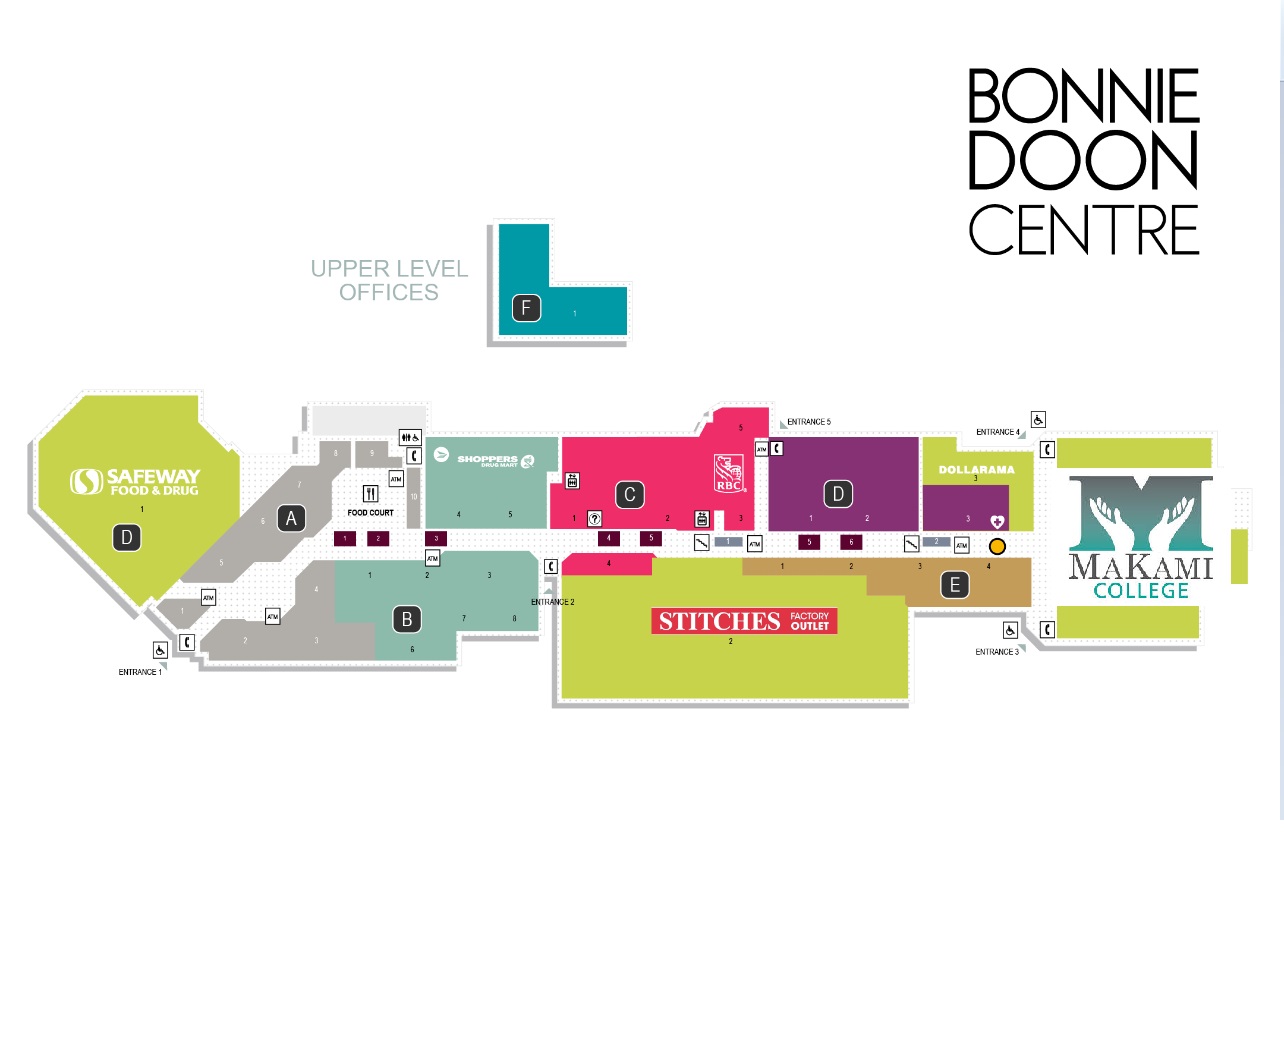 BONNIE
DOON
CENTRE
UPPER LEVEL
OFFICES
F
1
ENTRANCE 5
ENTRANCE 4
5
8
9
SHOPPERS
DRUG MART
DOLLARAMA
3
SAFEWAY
FOOD & DRUG
1
D
7
ATM
FOOD COURT
10
6
A
5
4
5
C
1
?
2
RBC
3
ATM
D
1
2
3
MAKAMI
COLLEGE
1
2
3
ATM
4
5
1
ATM
5
6
2
ATM
4
1
2
3
4
1
2
3
4
E
ATM
1
ATM
2
3
B
7
8
6
ENTRANCE 2
STITCHES FACTORY OUTLET
2
ENTRANCE 1
ENTRANCE 3